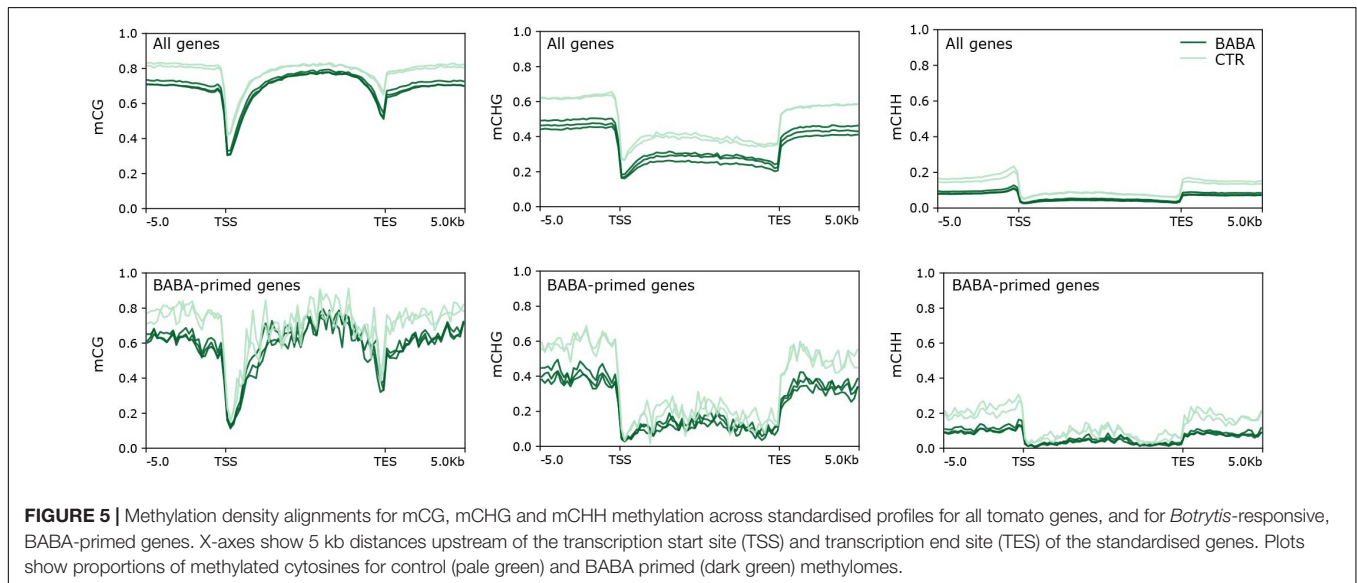 All genes
mCG
1.0
0.8
0.6
0.4
0.2
0.0
-5.0 TSS TES 5.0Kb
All genes
mCHG
1.0
0.8
0.6
0.4
0.2
0.0
-5.0 TSS TES 5.0Kb
All genes
BABA
CTR
mCHH
1.0
0.8
0.6
0.4
0.2
0.0
-5.0 TSS TES 5.0Kb
BABA-primed genes
mCG
1.0
0.8
0.6
0.4
0.2
0.0
-5.0 TSS TES 5.0Kb
BABA-primed genes
mCHG
1.0
0.8
0.6
0.4
0.2
0.0
-5.0 TSS TES 5.0Kb
BABA-primed genes
mCHH
1.0
0.8
0.6
0.4
0.2
0.0
-5.0 TSS TES 5.0Kb
FIGURE 5 | Methylation density alignments for mCG, mCHG and mCHH methylation across standardised profiles for all tomato genes, and for Botrytis-responsive,
BABA-primed genes. X-axes show 5 kb distances upstream of the transcription start site (TSS) and transcription end site (TES) of the standardised genes. Plots
show proportions of methylated cytosines for control (pale green) and BABA primed (dark green) methylomes.